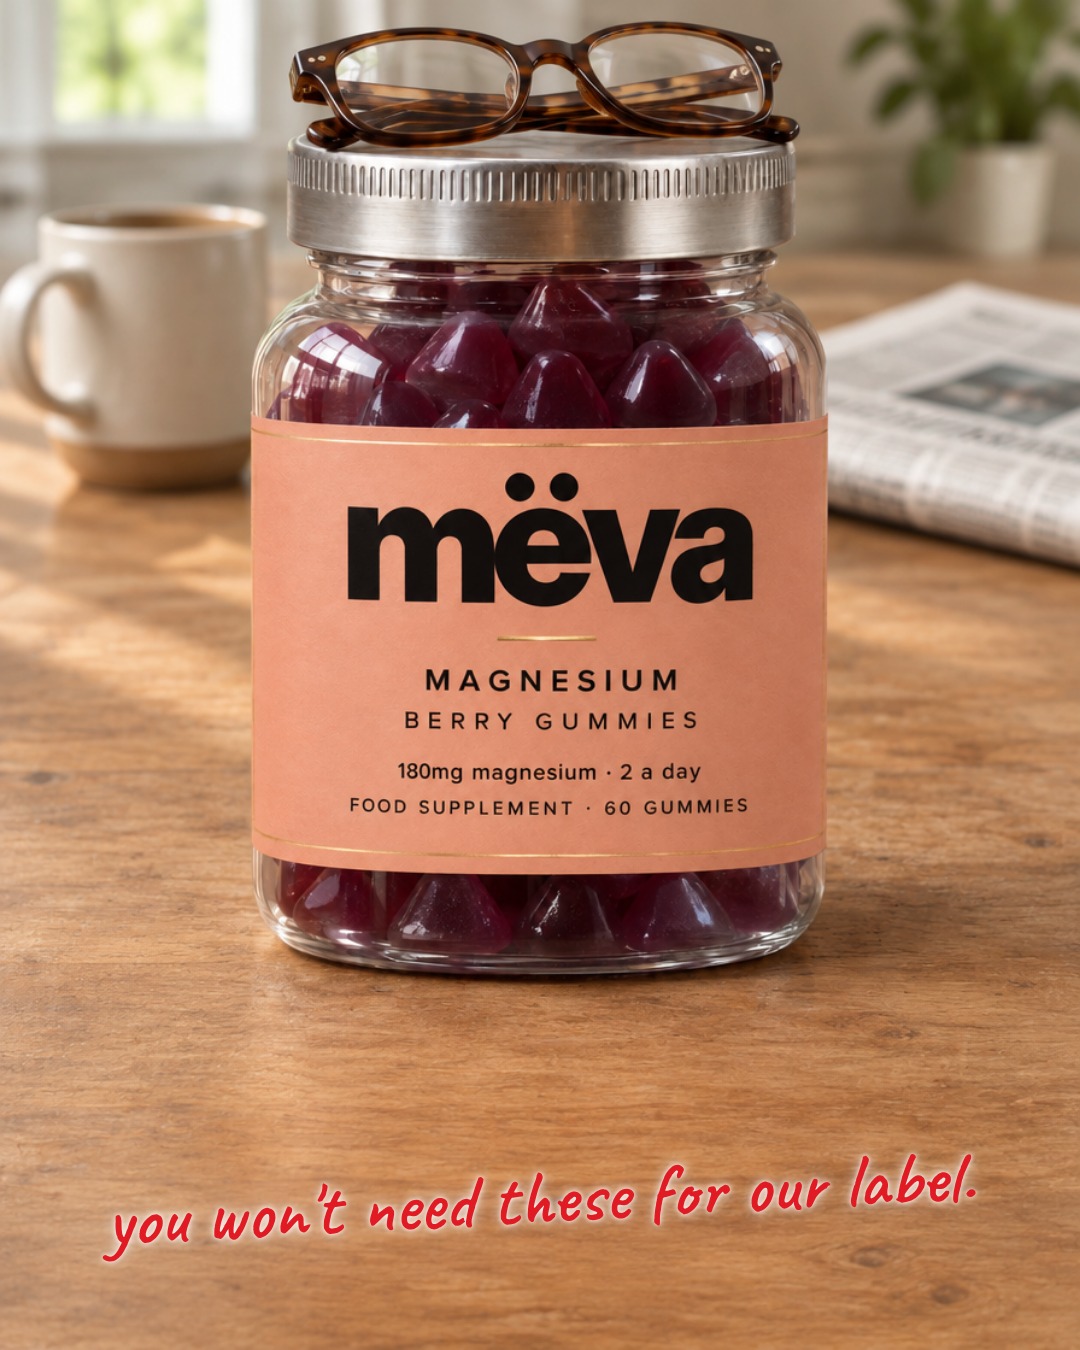 mëva
MAGNESIUM
BERRY GUMMIES
180mg magnesium · 2 a day
FOOD SUPPLEMENT · 60 GUMMIES
you won't need these for our label.